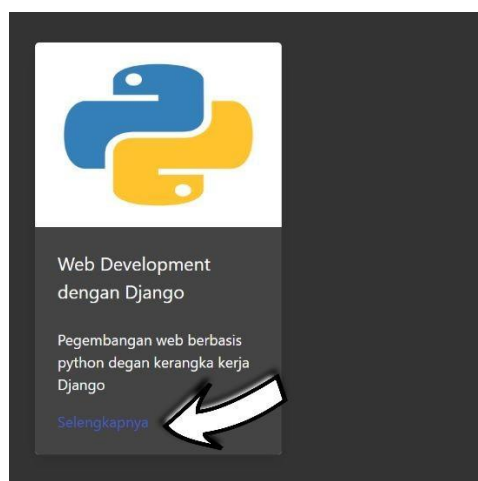 Web Development
dengan Django
Pegembangan web berbasis
python degan kerangka kerja
Django
Selengkapnya